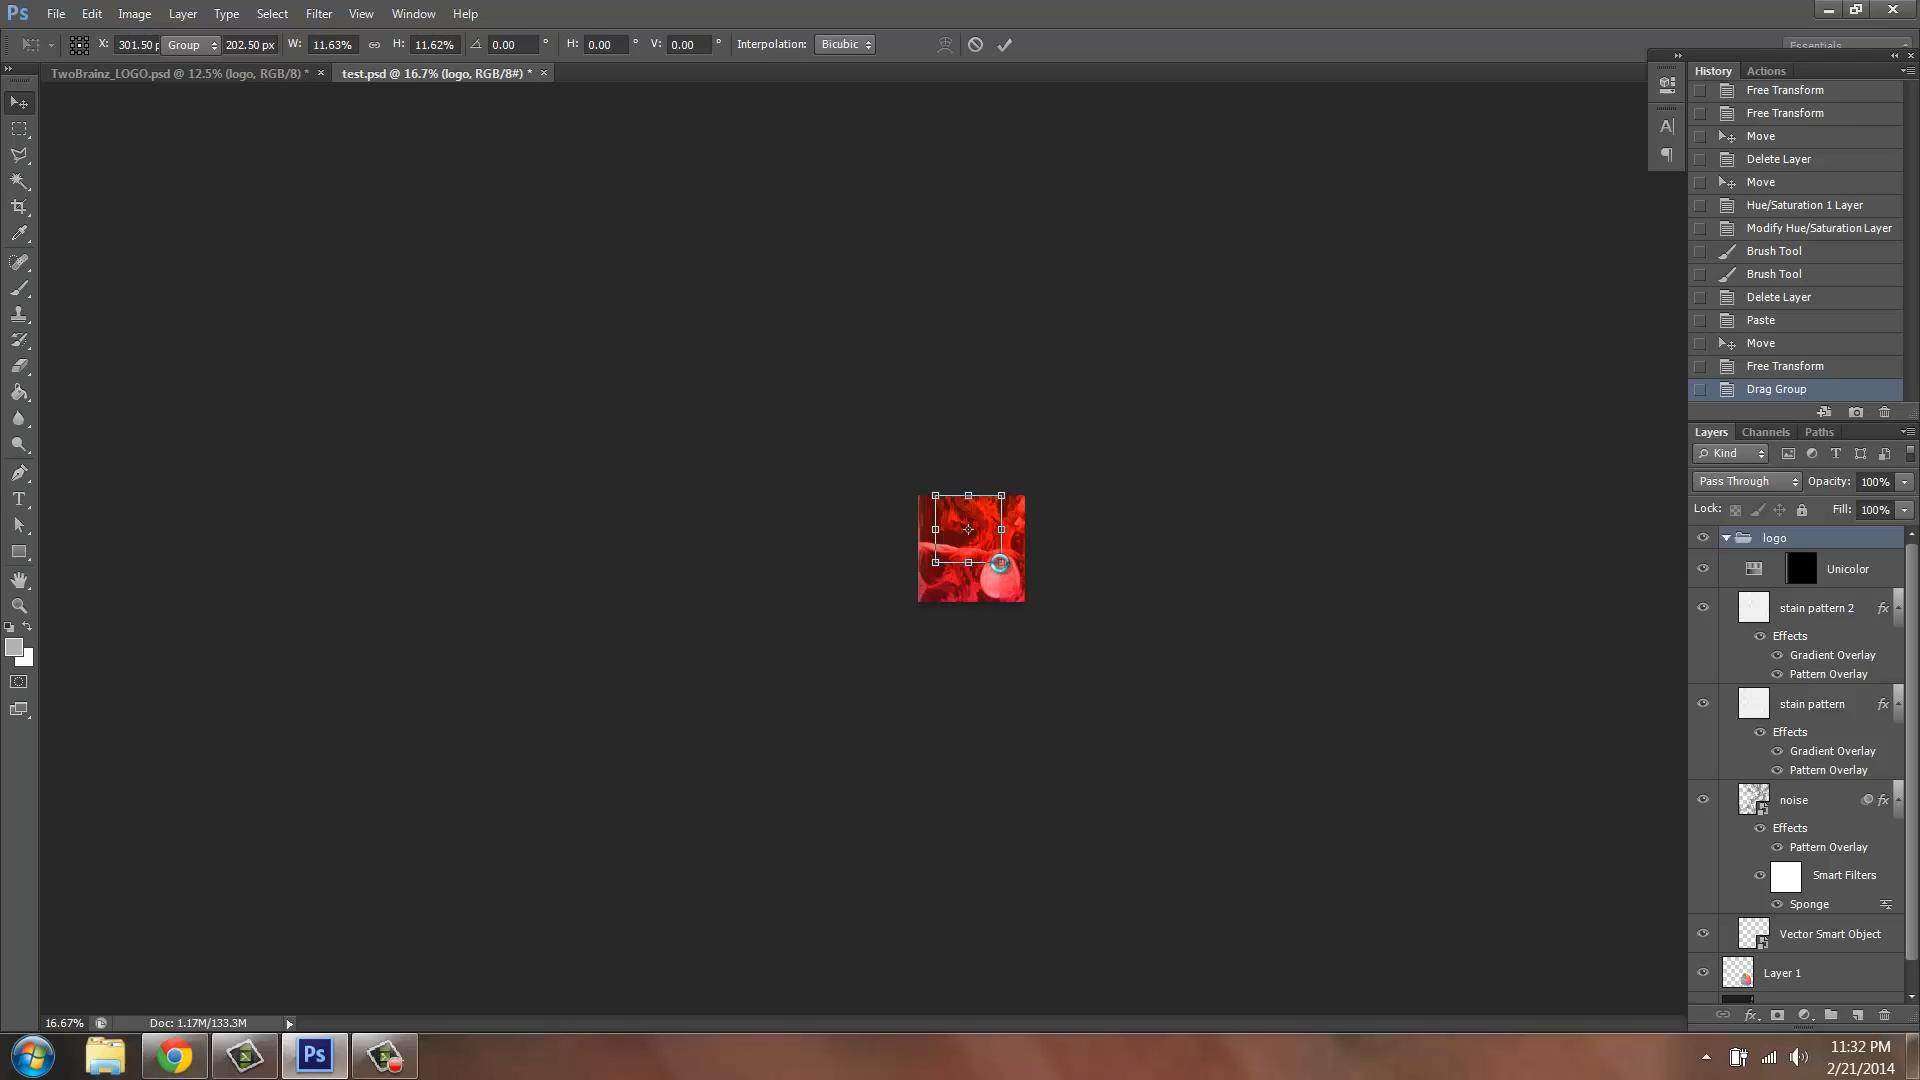 Ps File Edit Image Layer Type Select Filter View Window Help
X: 301.50 p Group 202.50 px W: 11.63% H: 11.62% 0.00 ° H: 0.00 ° V: 0.00 ° Interpolation: Bicubic Essentials
TwoBrainz_LOGO.psd @ 12.5% (logo, RGB/8) * × test.psd @ 16.7% (logo, RGB/8#) * ×
History Actions
Free Transform
Free Transform
Move
Delete Layer
Move
Hue/Saturation 1 Layer
Modify Hue/Saturation Layer
Brush Tool
Brush Tool
Delete Layer
Paste
Move
Free Transform
Drag Group
Layers Channels Paths
Kind
Pass Through Opacity: 100%
Lock: Fill: 100%
logo
Unicolor
stain pattern 2 fx
Effects
Gradient Overlay
Pattern Overlay
stain pattern fx
Effects
Gradient Overlay
Pattern Overlay
noise fx
Effects
Pattern Overlay
Smart Filters
Sponge
Vector Smart Object
Layer 1
16.67% Doc: 1.17M/133.3M
Ps
11:32 PM
2/21/2014